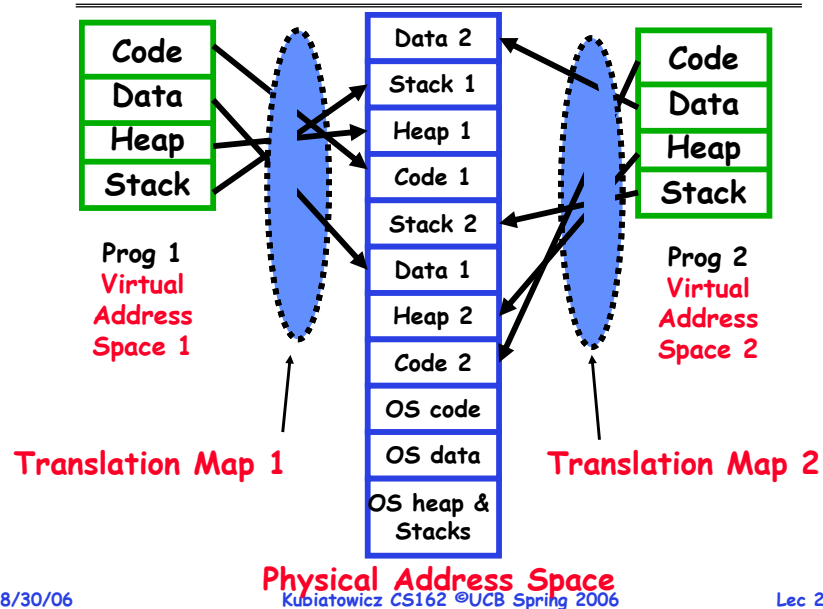 Code
Data
Heap
Stack
Prog 1
Virtual
Address
Space 1
Translation Map 1
Data 2
Stack 1
Heap 1
Code 1
Stack 2
Data 1
Heap 2
Code 2
OS code
OS data
OS heap &
Stacks
Physical Address Space
Code
Data
Heap
Stack
Prog 2
Virtual
Address
Space 2
Translation Map 2
8/30/06
Kubiatowicz CS162 ©UCB Spring 2006
Lec 2